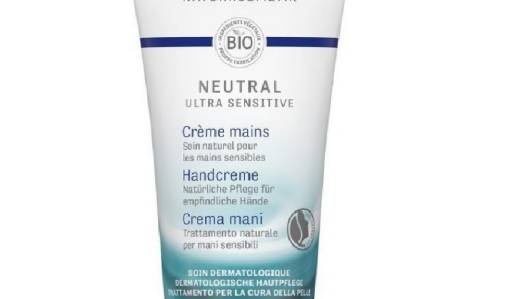 BIO
NEUTRAL
ULTRA SENSITIVE
Crème mains
Soin naturel pour
les mains sensibles
Handcreme
Natürliche Pflege für
empfindliche Hände
Crema mani
Trattamento naturale
per mani sensibili
SOIN DERMATOLOGIQUE
DERMATOLOGISCHE HAUTPFLEGE
TRATTAMENTO PER LA CURA DELLA PELLE